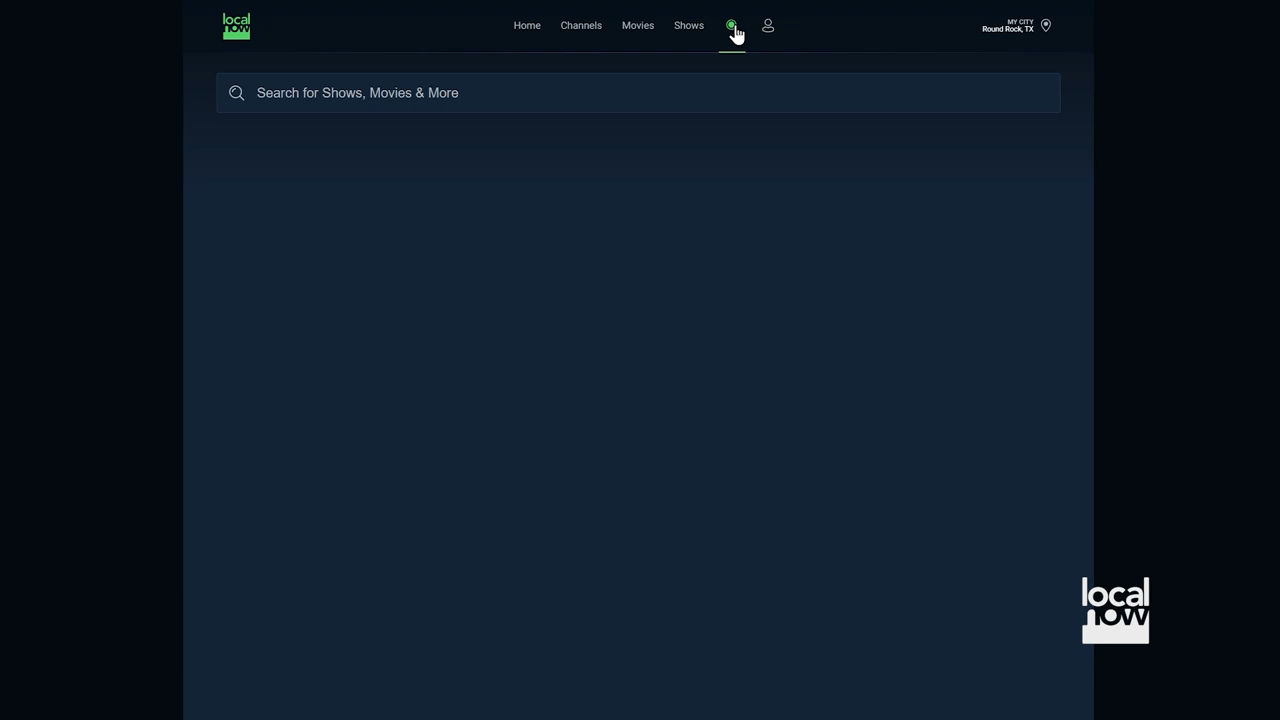 local
now
Home
Channels
Movies
Shows
MY CITY
Round Rock, TX
Search for Shows, Movies & More
local
now